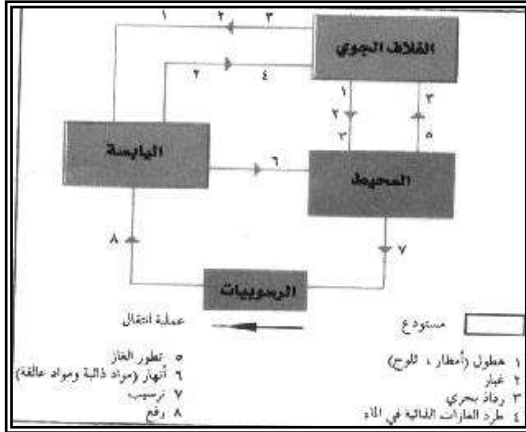 ١ ٢ ٣
الغلاف الجوي
٢ ٤
١ ٢ ٣
٣ ٥
اليابسة
٦
المحيط
٨
٧
الرسوبيات
عملية انتقال
مستودع
١ هطول (أمطار ، ثلوج)
٢ غبار
٣ رذاذ بحري
٤ طرد الغازات الذائبة في الماء
٥ تطور الغاز
٦ أنهار (مواد ذائبة ومواد عالقة)
٧ ترسيب
٨ رفع